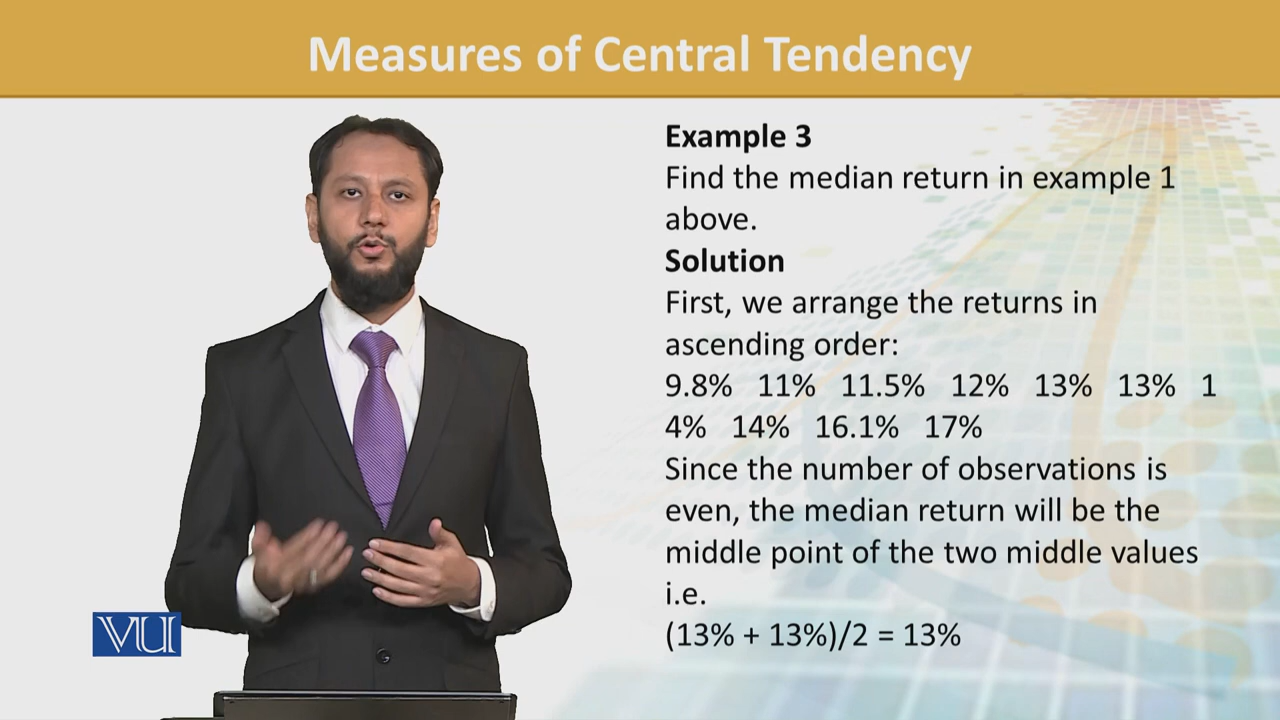 Measures of Central Tendency
Example 3
Find the median return in example 1
above.
Solution
First, we arrange the returns in
ascending order:
9.8% 11% 11.5% 12% 13% 13% 1
4% 14% 16.1% 17%
Since the number of observations is
even, the median return will be the
middle point of the two middle values
i.e.
(13% + 13%)/2 = 13%
VU